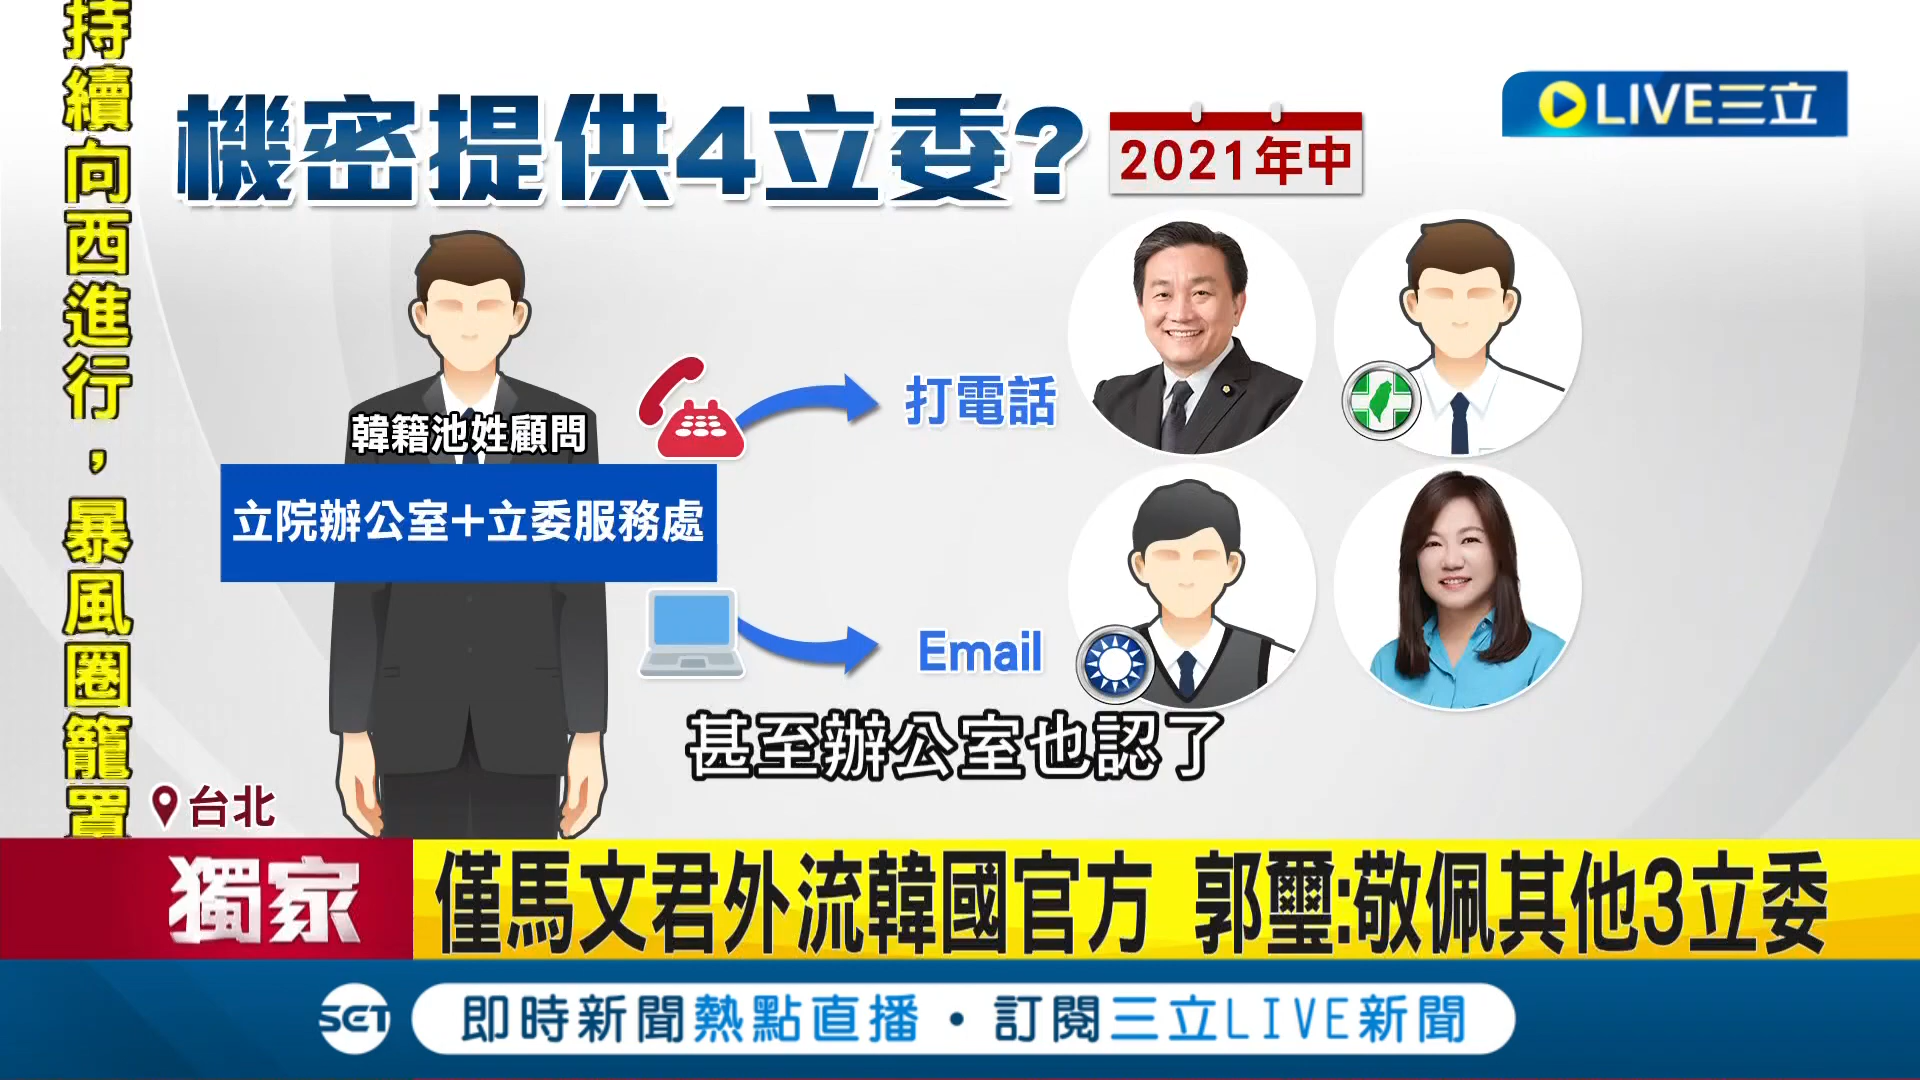 持續向西進行，暴風圈籠罩
機密提供4立委?
2021年中
LIVE三立
韓籍池姓顧問
立院辦公室+立委服務處
打電話
Email
甚至辦公室也認了
台北
獨家
僅馬文君外流韓國官方 郭璽:敬佩其他3立委
SET
即時新聞熱點直播・訂閱三立LIVE新聞